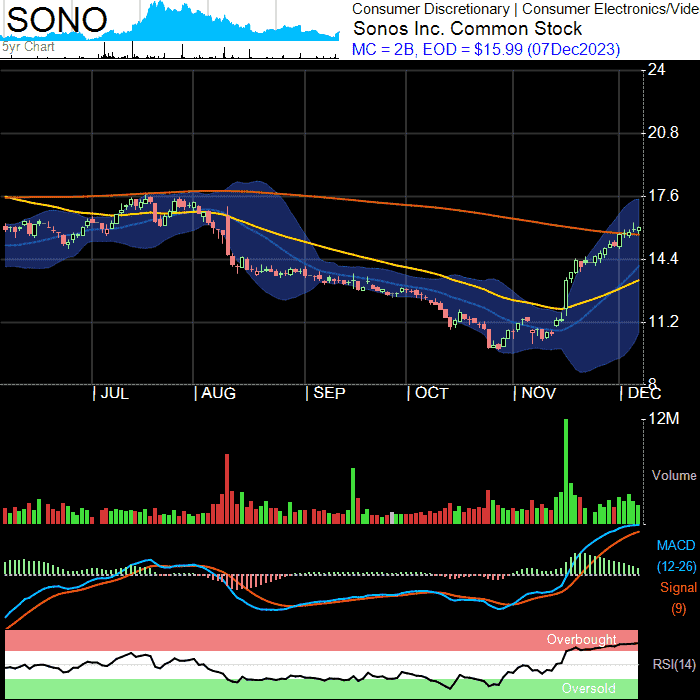 SONO
5yr Chart
Consumer Discretionary | Consumer Electronics/Vide
Sonos Inc. Common Stock
MC = 2B, EOD = $15.99 (07Dec2023)
24
20.8
17.6
14.4
11.2
8
JUL
AUG
SEP
OCT
NOV
DEC
12M
Volume
MACD
(12-26)
Signal
(9)
Overbought
RSI(14)
Oversold